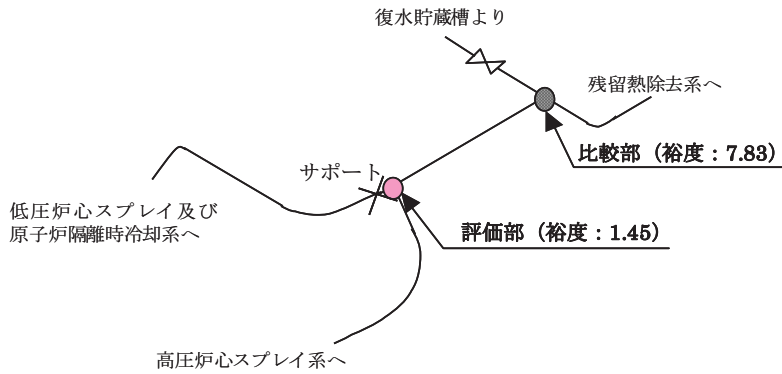 復水貯蔵槽より
残留熱除去系へ
比較部（裕度：7.83）
サポート
低圧炉心スプレイ及び
原子炉隔離時冷却系へ
評価部（裕度：1.45）
高圧炉心スプレイ系へ